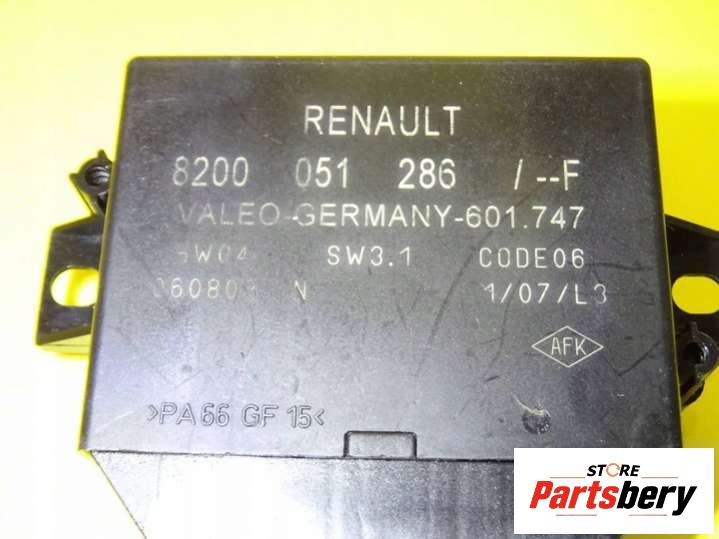 RENAULT
8200 051 286 /--F
VALEO-GERMANY-601.747
HW04 SW3.1 CODE06
N 1/07/L3
AFK
>PA66 GF 15<
STORE
Partsbery